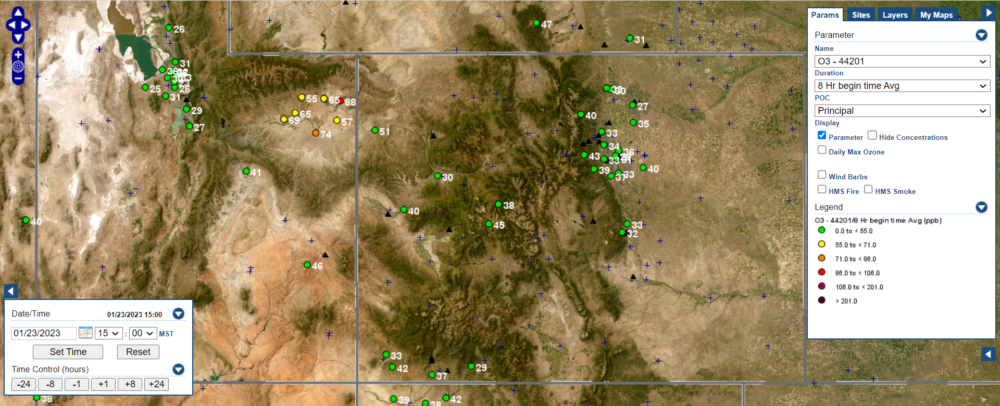 26
47
31
31
36
26
25
31
29
27
55
65
88
65
69
57
74
51
41
30
40
38
45
40
46
30
27
40
35
33
34
36
43
33
31
39
40
33
37
33
32
33
42
37
29
38
39
38
42
Params Sites Layers My Maps
Parameter
Name
O3 - 44201
Duration
8 Hr begin time Avg
POC
Principal
Display
Parameter Hide Concentrations
Daily Max Ozone
Wind Barbs
HMS Fire HMS Smoke
Legend
O3 - 44201/8 Hr begin time Avg (ppb)
0.0 to < 55.0
55.0 to < 71.0
71.0 to < 86.0
86.0 to < 106.0
106.0 to < 201.0
> 201.0
Date/Time 01/23/2023 15:00
01/23/2023 15 : 00 MST
Set Time Reset
Time Control (hours)
-24 -8 -1 +1 +8 +24